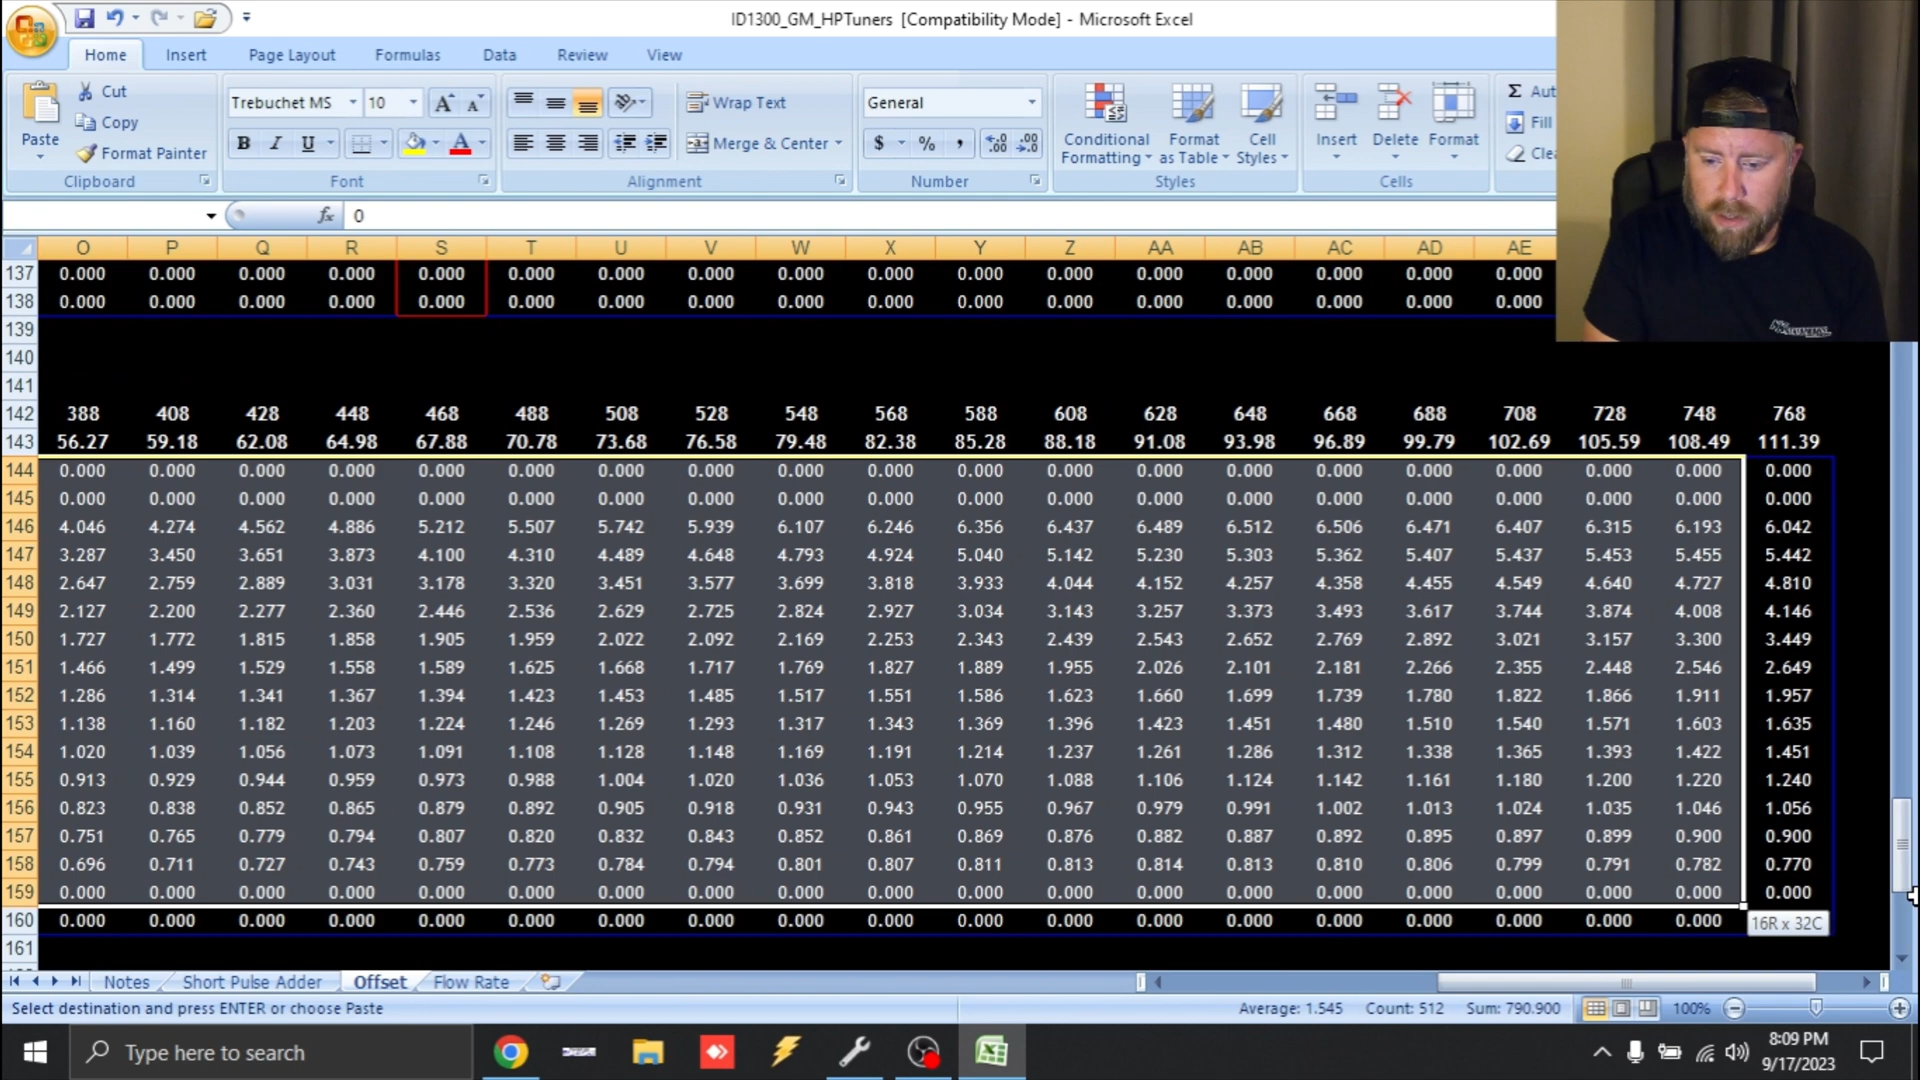 ID1300_GM_HPTuners [Compatibility Mode] - Microsoft Excel
Home Insert Page Layout Formulas Data Review View
Paste Cut Copy Format Painter Clipboard
Trebuchet MS 10 A A B I U A Font
Wrap Text Merge & Center Alignment
General $ % , .00 .00 Number
Conditional Formatting Format as Table Cell Styles Styles
Insert Delete Format Cells
Σ Aut
Fill
Cle
fx 0
O P Q R S T U V W X Y Z AA AB AC AD AE
137 0.000 0.000 0.000 0.000 0.000 0.000 0.000 0.000 0.000 0.000 0.000 0.000 0.000 0.000 0.000 0.000 0.000
138 0.000 0.000 0.000 0.000 0.000 0.000 0.000 0.000 0.000 0.000 0.000 0.000 0.000 0.000 0.000 0.000 0.000
139
140
141
142 388 408 428 448 468 488 508 528 548 568 588 608 628 648 668 688 708 728 748 768
143 56.27 59.18 62.08 64.98 67.88 70.78 73.68 76.58 79.48 82.38 85.28 88.18 91.08 93.98 96.89 99.79 102.69 105.59 108.49 111.39
144 0.000 0.000 0.000 0.000 0.000 0.000 0.000 0.000 0.000 0.000 0.000 0.000 0.000 0.000 0.000 0.000 0.000 0.000 0.000 0.000
145 0.000 0.000 0.000 0.000 0.000 0.000 0.000 0.000 0.000 0.000 0.000 0.000 0.000 0.000 0.000 0.000 0.000 0.000 0.000 0.000
146 4.046 4.274 4.562 4.886 5.212 5.507 5.742 5.939 6.107 6.246 6.356 6.437 6.489 6.512 6.506 6.471 6.407 6.315 6.193 6.042
147 3.287 3.450 3.651 3.873 4.100 4.310 4.489 4.648 4.793 4.924 5.040 5.142 5.230 5.303 5.362 5.407 5.437 5.453 5.455 5.442
148 2.647 2.759 2.889 3.031 3.178 3.320 3.451 3.577 3.699 3.818 3.933 4.044 4.152 4.257 4.358 4.455 4.549 4.640 4.727 4.810
149 2.127 2.200 2.277 2.360 2.446 2.536 2.629 2.725 2.824 2.927 3.034 3.143 3.257 3.373 3.493 3.617 3.744 3.874 4.008 4.146
150 1.727 1.772 1.815 1.858 1.905 1.959 2.022 2.092 2.169 2.253 2.343 2.439 2.543 2.652 2.769 2.892 3.021 3.157 3.300 3.449
151 1.466 1.499 1.529 1.558 1.589 1.625 1.668 1.717 1.769 1.827 1.889 1.955 2.026 2.101 2.181 2.266 2.355 2.448 2.546 2.649
152 1.286 1.314 1.341 1.367 1.394 1.423 1.453 1.485 1.517 1.551 1.586 1.623 1.660 1.699 1.739 1.780 1.822 1.866 1.911 1.957
153 1.138 1.160 1.182 1.203 1.224 1.246 1.269 1.293 1.317 1.343 1.369 1.396 1.423 1.451 1.480 1.510 1.540 1.571 1.603 1.635
154 1.020 1.039 1.056 1.073 1.091 1.108 1.128 1.148 1.169 1.191 1.214 1.237 1.261 1.286 1.312 1.338 1.365 1.393 1.422 1.451
155 0.913 0.929 0.944 0.959 0.973 0.988 1.004 1.020 1.036 1.053 1.070 1.088 1.106 1.124 1.142 1.161 1.180 1.200 1.220 1.240
156 0.823 0.838 0.852 0.865 0.879 0.892 0.905 0.918 0.931 0.943 0.955 0.967 0.979 0.991 1.002 1.013 1.024 1.035 1.046 1.056
157 0.751 0.765 0.779 0.794 0.807 0.820 0.832 0.843 0.852 0.861 0.869 0.876 0.882 0.887 0.892 0.895 0.897 0.899 0.900 0.900
158 0.696 0.711 0.727 0.743 0.759 0.773 0.784 0.794 0.801 0.807 0.811 0.813 0.814 0.813 0.810 0.806 0.799 0.791 0.782 0.770
159 0.000 0.000 0.000 0.000 0.000 0.000 0.000 0.000 0.000 0.000 0.000 0.000 0.000 0.000 0.000 0.000 0.000 0.000 0.000 0.000
160 0.000 0.000 0.000 0.000 0.000 0.000 0.000 0.000 0.000 0.000 0.000 0.000 0.000 0.000 0.000 0.000 0.000 0.000 0.000 16R x 32C
161
Notes Short Pulse Adder Offset Flow Rate
Select destination and press ENTER or choose Paste Average: 1.545 Count: 512 Sum: 790.900 100%
Type here to search 8:09 PM
9/17/2023